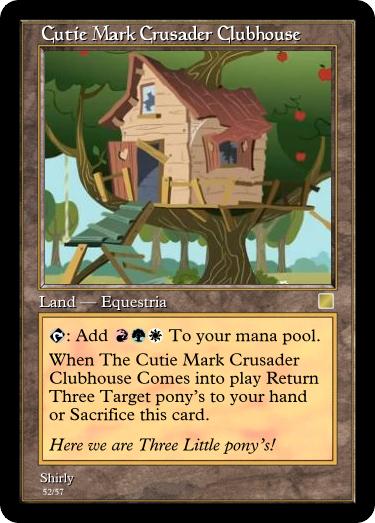 Cutie Mark Crusader Clubhouse
Land — Equestria
: Add To your mana pool.
When The Cutie Mark Crusader
Clubhouse Comes into play Return
Three Target pony's to your hand
or Sacrifice this card.
Here we are Three Little pony's!
Shirly
52/57